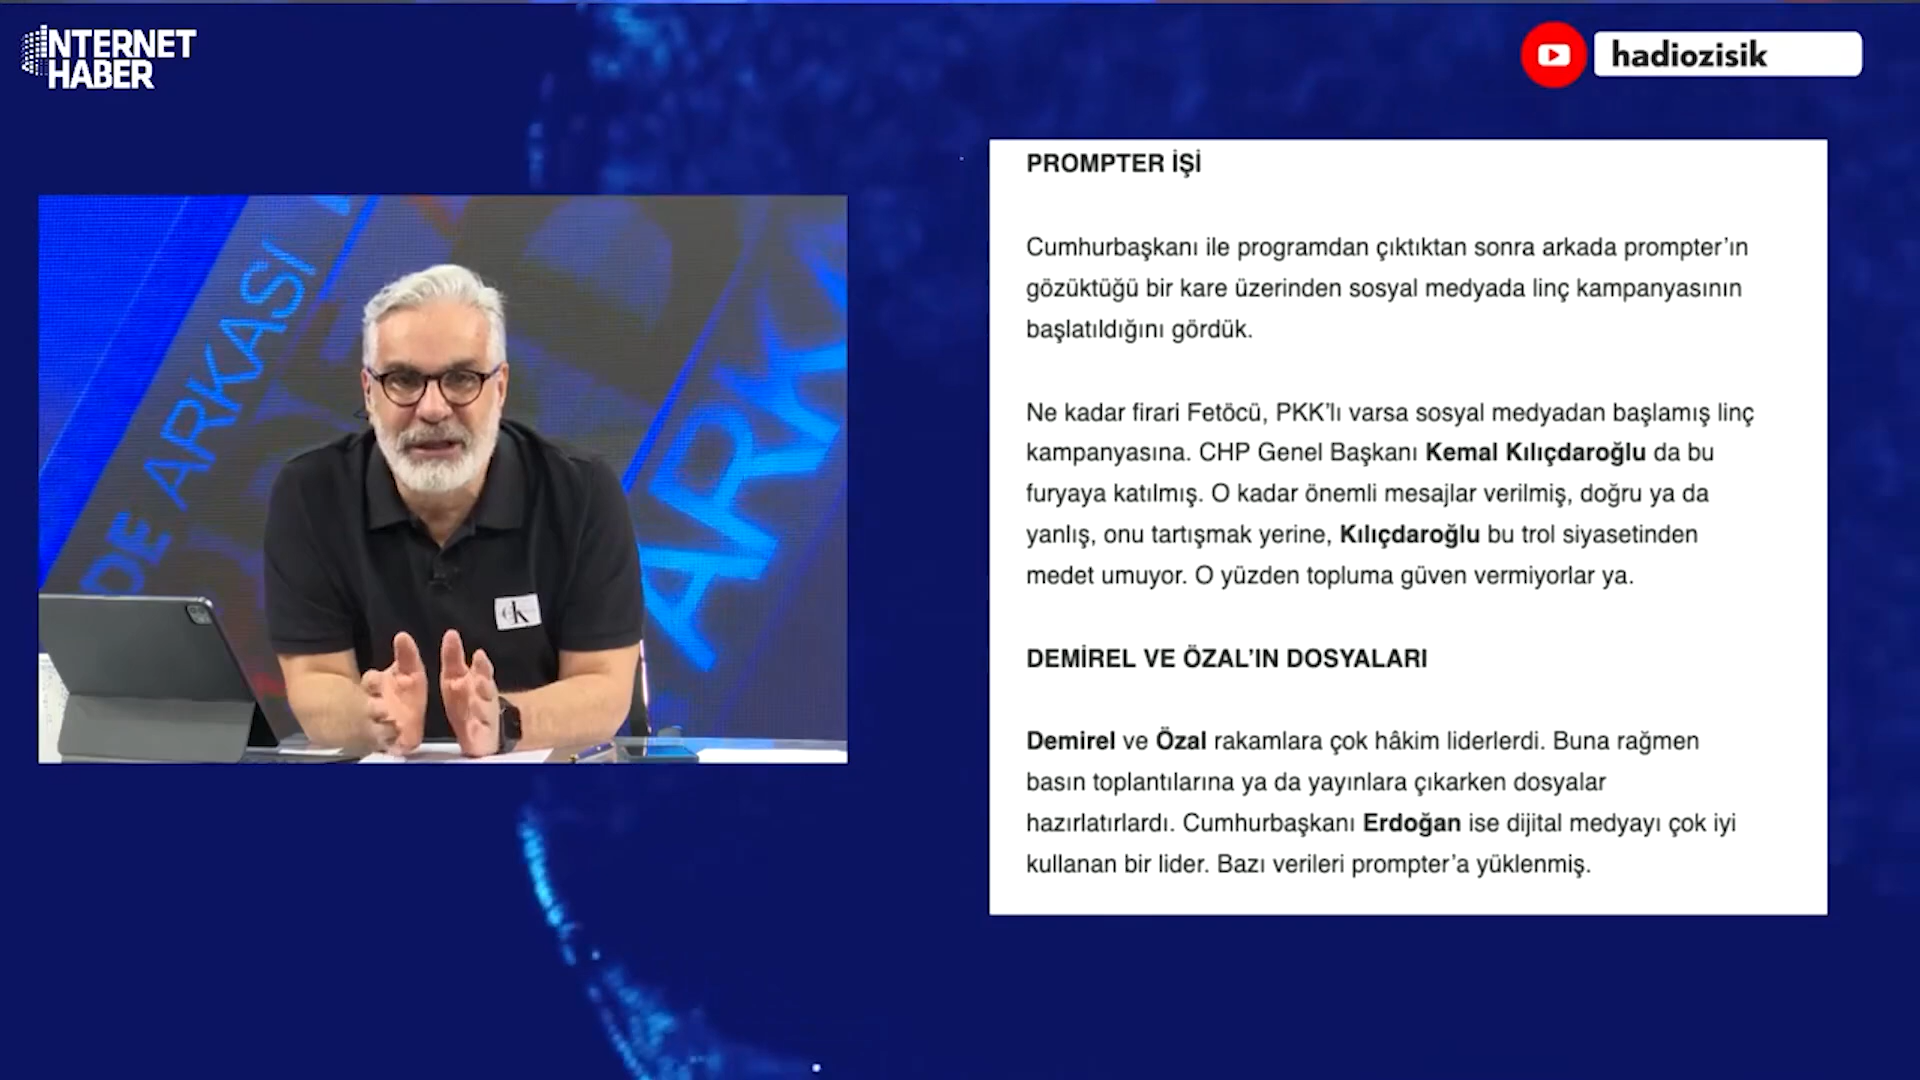 İNTERNET
HABER
hadiozisik
DE ARKASI
ARK
ck
PROMPTER İŞİ
Cumhurbaşkanı ile programdan çıktıktan sonra arkada prompter’ın
gözüktüğü bir kare üzerinden sosyal medyada linç kampanyasının
başlatıldığını gördük.
Ne kadar firari Fetöcü, PKK’lı varsa sosyal medyadan başlamış linç
kampanyasına. CHP Genel Başkanı Kemal Kılıçdaroğlu da bu
furyaya katılmış. O kadar önemli mesajlar verilmiş, doğru ya da
yanlış, onu tartışmak yerine, Kılıçdaroğlu bu trol siyasetinden
medet umuyor. O yüzden topluma güven vermiyorlar ya.
DEMİREL VE ÖZAL’IN DOSYALARI
Demirel ve Özal rakamlara çok hâkim liderlerdi. Buna rağmen
basın toplantılarına ya da yayınlara çıkarken dosyalar
hazırlatırlardı. Cumhurbaşkanı Erdoğan ise dijital medyayı çok iyi
kullanan bir lider. Bazı verileri prompter’a yüklenmiş.